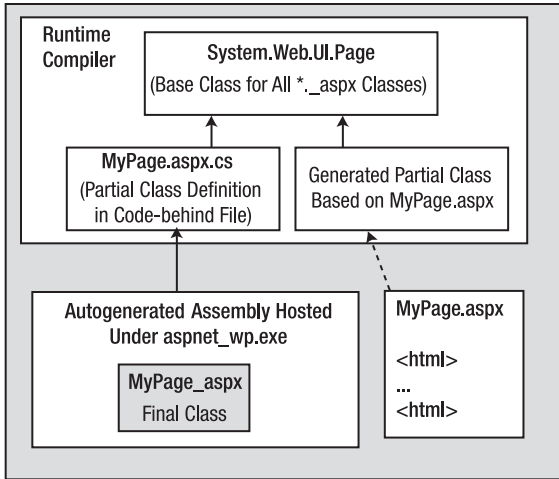 Runtime
Compiler
System.Web.UI.Page
(Base Class for All *._aspx Classes)
MyPage.aspx.cs
(Partial Class Definition
in Code-behind File)
Generated Partial Class
Based on MyPage.aspx
Autogenerated Assembly Hosted
Under aspnet_wp.exe
MyPage_aspx
Final Class
MyPage.aspx
<html>
...
<html>